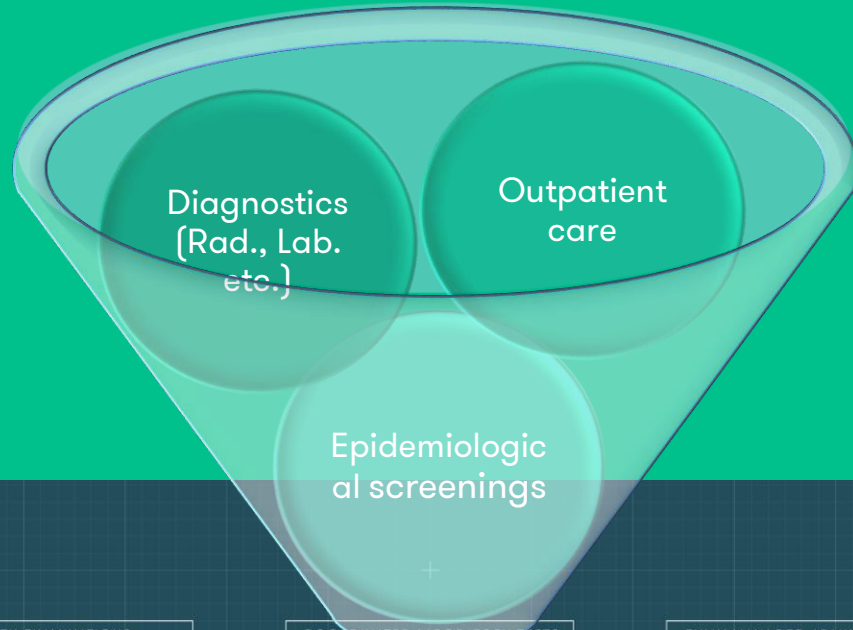 Diagnostics
(Rad., Lab.
etc.)
Outpatient
care
Epidemiologic
al screenings